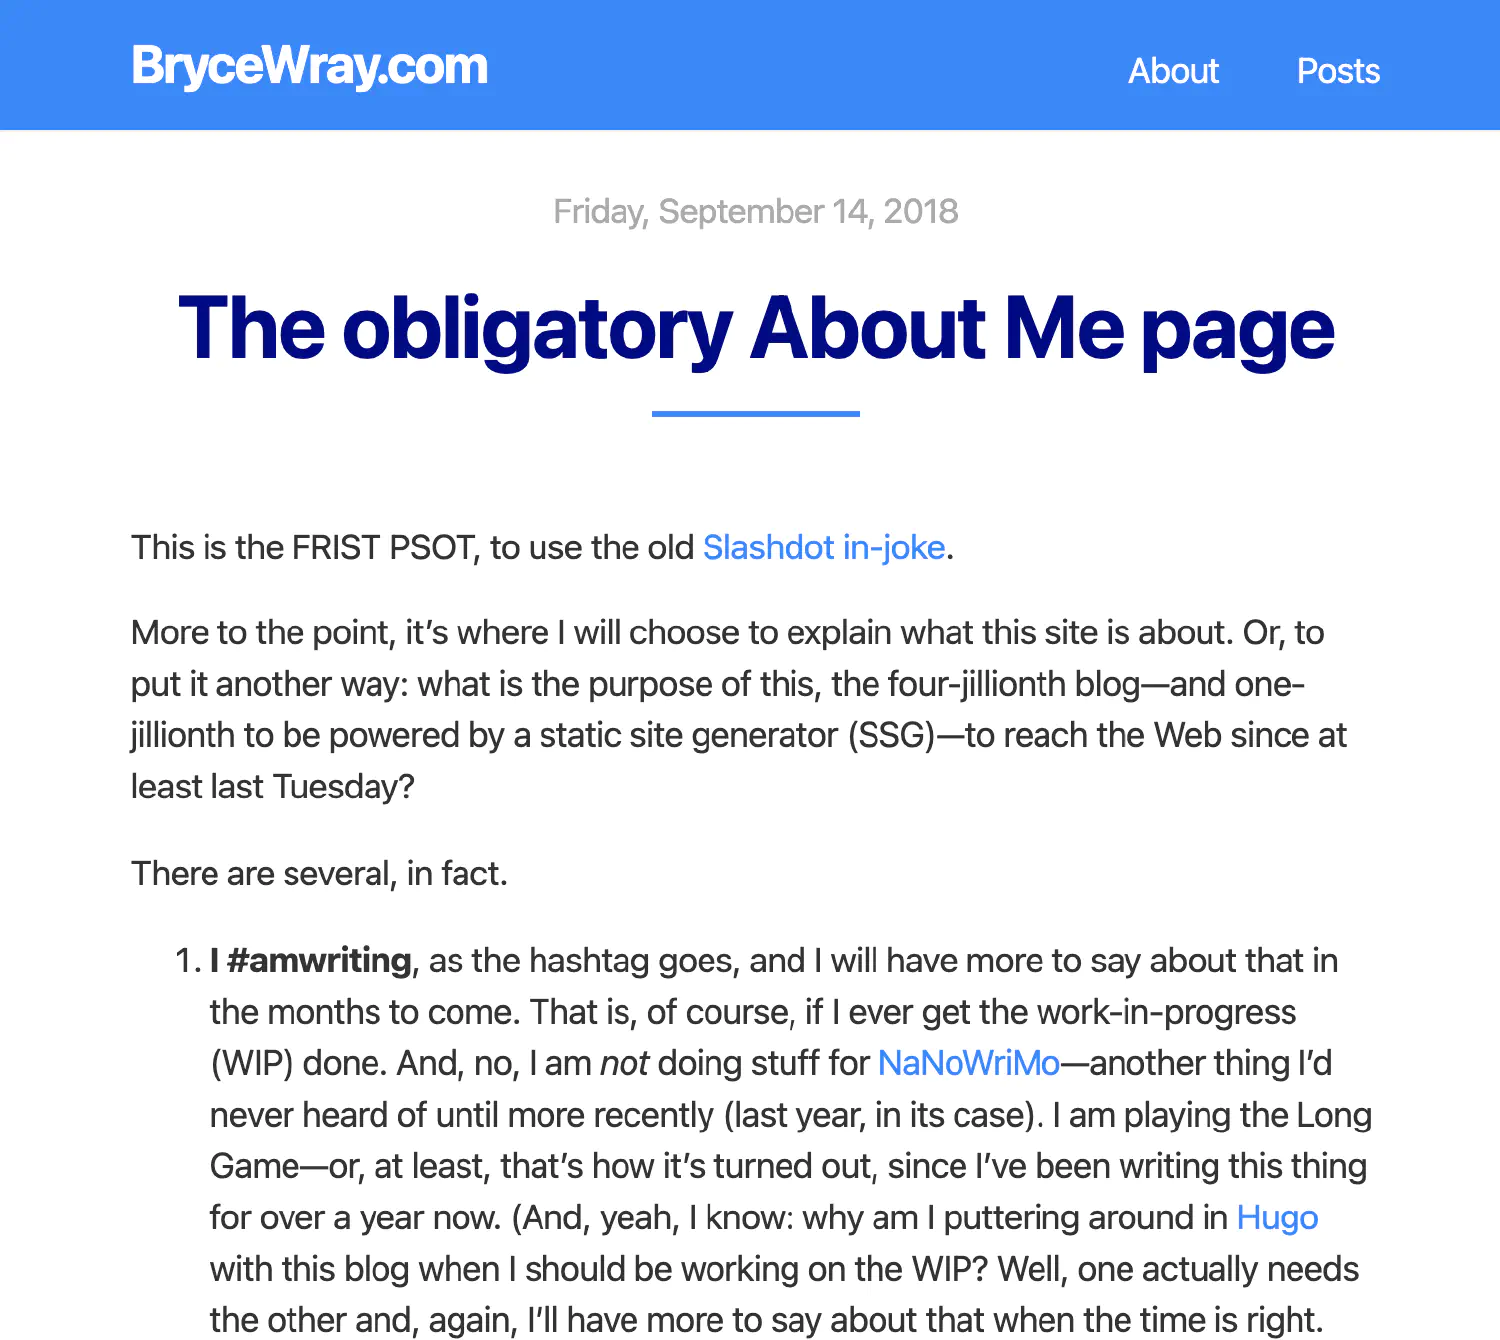 BryceWray.com
About Posts
Friday, September 14, 2018
The obligatory About Me page
This is the FRIST PSOT, to use the old Slashdot in-joke.
More to the point, it’s where I will choose to explain what this site is about. Or, to
put it another way: what is the purpose of this, the four-jillionth blog—and one-
jillionth to be powered by a static site generator (SSG)—to reach the Web since at
least last Tuesday?
There are several, in fact.
1. I #amwriting, as the hashtag goes, and I will have more to say about that in
the months to come. That is, of course, if I ever get the work-in-progress
(WIP) done. And, no, I am not doing stuff for NaNoWriMo—another thing I’d
never heard of until more recently (last year, in its case). I am playing the Long
Game—or, at least, that’s how it’s turned out, since I’ve been writing this thing
for over a year now. (And, yeah, I know: why am I puttering around in Hugo
with this blog when I should be working on the WIP? Well, one actually needs
the other and, again, I’ll have more to say about that when the time is right.